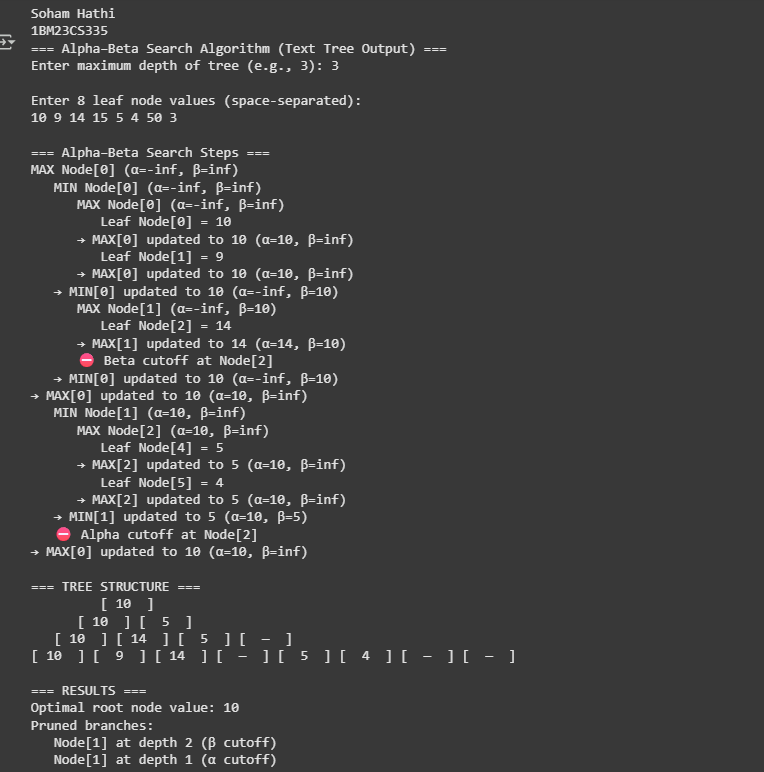 Soham Hathi
1BM23CS335
=== Alpha–Beta Search Algorithm (Text Tree Output) ===
Enter maximum depth of tree (e.g., 3): 3
Enter 8 leaf node values (space-separated):
10 9 14 15 5 4 50 3
=== Alpha–Beta Search Steps ===
MAX Node[0] (α=-inf, β=inf)
   MIN Node[0] (α=-inf, β=inf)
      MAX Node[0] (α=-inf, β=inf)
         Leaf Node[0] = 10
      → MAX[0] updated to 10 (α=10, β=inf)
         Leaf Node[1] = 9
      → MAX[0] updated to 10 (α=10, β=inf)
   → MIN[0] updated to 10 (α=-inf, β=10)
      MAX Node[1] (α=-inf, β=10)
         Leaf Node[2] = 14
      → MAX[1] updated to 14 (α=14, β=10)
      ⛔ Beta cutoff at Node[2]
   → MIN[0] updated to 10 (α=-inf, β=10)
→ MAX[0] updated to 10 (α=10, β=inf)
   MIN Node[1] (α=10, β=inf)
      MAX Node[2] (α=10, β=inf)
         Leaf Node[4] = 5
      → MAX[2] updated to 5 (α=10, β=inf)
         Leaf Node[5] = 4
      → MAX[2] updated to 5 (α=10, β=inf)
   → MIN[1] updated to 5 (α=10, β=5)
   ⛔ Alpha cutoff at Node[2]
→ MAX[0] updated to 10 (α=10, β=inf)
=== TREE STRUCTURE ===
         [ 10  ]
      [ 10  ] [  5  ]
   [ 10  ] [ 14  ] [  5  ] [  —  ]
[ 10  ] [  9  ] [ 14  ] [  —  ] [  5  ] [  4  ] [  —  ] [  —  ]
=== RESULTS ===
Optimal root node value: 10
Pruned branches:
   Node[1] at depth 2 (β cutoff)
   Node[1] at depth 1 (α cutoff)